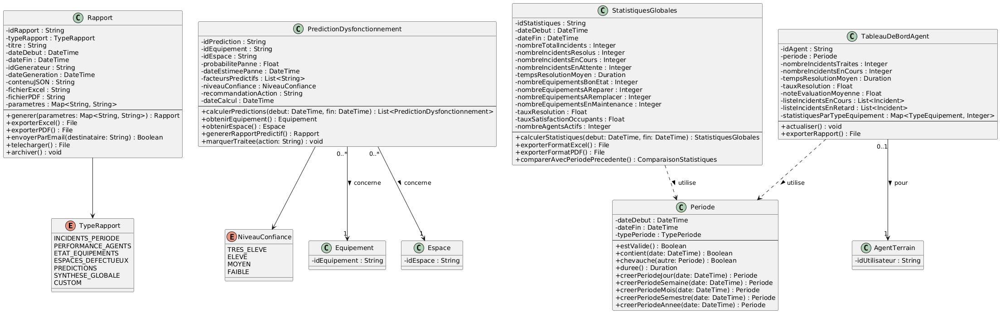 C Rapport
-idRapport : String
-typeRapport : TypeRapport
-titre : String
-dateDebut : DateTime
-dateFin : DateTime
-idGenerateur : String
-dateGeneration : DateTime
-contenuJSON : String
-fichierExcel : String
-fichierPDF : String
-parametres : Map<String, String>
+generer(parametres: Map<String, String>) : Rapport
+exporterExcel() : File
+exporterPDF() : File
+envoyerParEmail(destinataire: String) : Boolean
+telecharger() : File
+archiver() : void
C PredictionDysfonctionnement
-idPrediction : String
-idEquipement : String
-idEspace : String
-probabilitePanne : Float
-dateEstimeePanne : DateTime
-facteursPredictifs : List<String>
-niveauConfiance : NiveauConfiance
-recommandationAction : String
-dateCalcul : DateTime
+calculerPredictions(debut: DateTime, fin: DateTime) : List<PredictionDysfonctionnement>
+obtenirEquipement() : Equipement
+obtenirEspace() : Espace
+genererRapportPredictif() : Rapport
+marquerTraitee(action: String) : void
C StatistiquesGlobales
-idStatistiques : String
-dateDebut : DateTime
-dateFin : DateTime
-nombreTotalIncidents : Integer
-nombreIncidentsResolus : Integer
-nombreIncidentsEnCours : Integer
-nombreIncidentsEnAttente : Integer
-tempsResolutionMoyen : Duration
-nombreEquipementsBonEtat : Integer
-nombreEquipementsAReparer : Integer
-nombreEquipementsARemplacer : Integer
-nombreEquipementsEnMaintenance : Integer
-tauxResolution : Float
-tauxSatisfactionOccupants : Float
-nombreAgentsActifs : Integer
+calculerStatistiques(debut: DateTime, fin: DateTime) : StatistiquesGlobales
+exporterFormatExcel() : File
+exporterFormatPDF() : File
+comparerAvecPeriodePrecedente() : ComparaisonStatistiques
C TableauDeBordAgent
-idAgent : String
-periode : Periode
-nombreIncidentsTraites : Integer
-nombreIncidentsEnCours : Integer
-tempsResolutionMoyen : Duration
-tauxResolution : Float
-noteEvaluationMoyenne : Float
-listeIncidentsEnCours : List<Incident>
-listeIncidentsEnRetard : List<Incident>
-statistiquesParTypeEquipement : Map<TypeEquipement, Integer>
+actualiser() : void
+exporterRapport() : File
0..*
0..*
0..1
concerne
concerne
utilise
utilise
pour
1
1
1
E TypeRapport
INCIDENTS_PERIODE
PERFORMANCE_AGENTS
ETAT_EQUIPEMENTS
ESPACES_DEFECTUEUX
PREDICTIONS
SYNTHESE_GLOBALE
CUSTOM
E NiveauConfiance
TRES_ELEVE
ELEVE
MOYEN
FAIBLE
C Equipement
-idEquipement : String
C Espace
-idEspace : String
C Periode
-dateDebut : DateTime
-dateFin : DateTime
-typePeriode : TypePeriode
+estValide() : Boolean
+contient(date: DateTime) : Boolean
+chevauche(autre: Periode) : Boolean
+duree() : Duration
+creerPeriodeJour(date: DateTime) : Periode
+creerPeriodeSemaine(date: DateTime) : Periode
+creerPeriodeMois(date: DateTime) : Periode
+creerPeriodeSemestre(date: DateTime) : Periode
+creerPeriodeAnnee(date: DateTime) : Periode
C AgentTerrain
-idUtilisateur : String